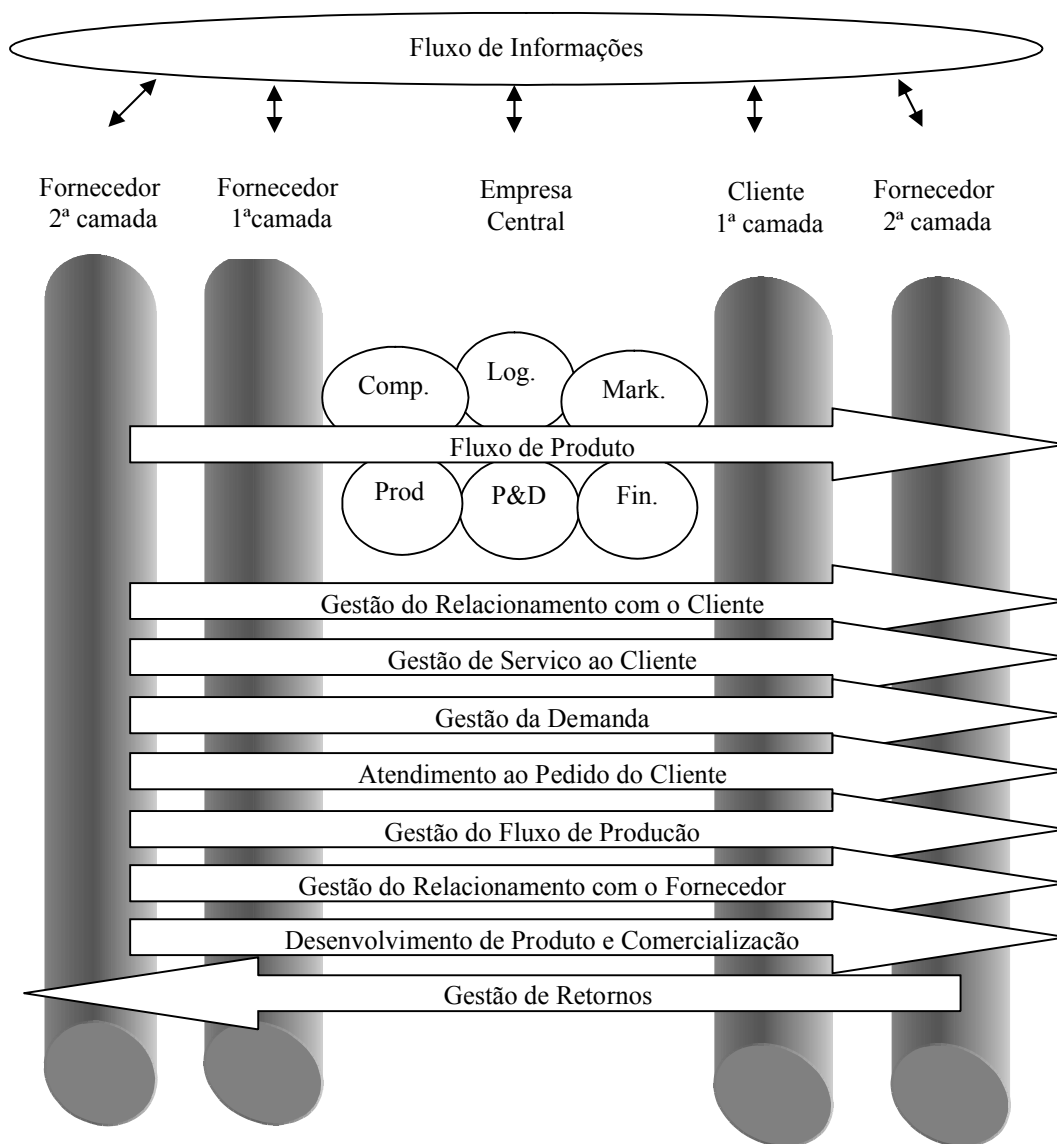 Fluxo de Informações
Fornecedor
2ª camada
Fornecedor
1ªcamada
Empresa
Central
Cliente
1ª camada
Fornecedor
2ª camada
Comp.
Log.
Mark.
Fluxo de Produto
Prod
P&D
Fin.
Gestão do Relacionamento com o Cliente
Gestão de Servico ao Cliente
Gestão da Demanda
Atendimento ao Pedido do Cliente
Gestão do Fluxo de Producão
Gestão do Relacionamento com o Fornecedor
Desenvolvimento de Produto e Comercializacão
Gestão de Retornos